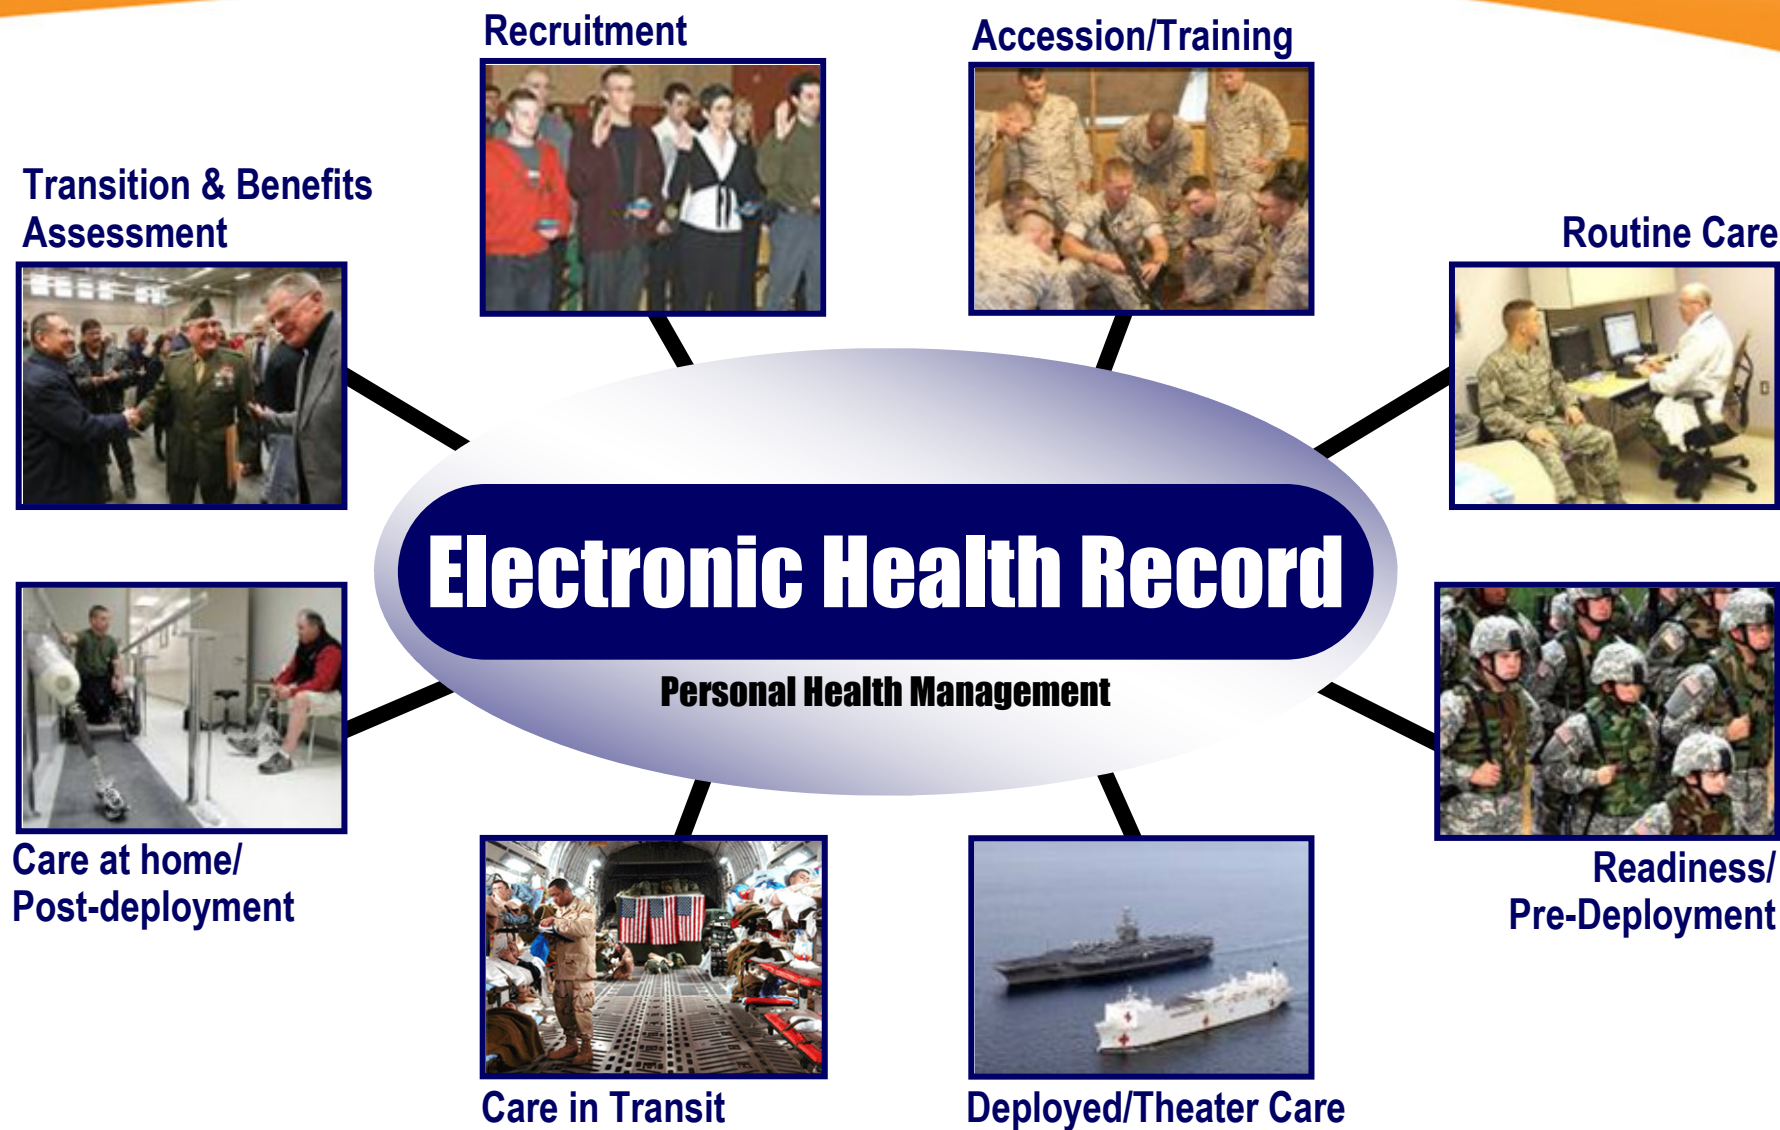 Recruitment
Accession/Training
Transition & Benefits
Assessment
Routine Care
Electronic Health Record
Personal Health Management
Care at home/
Post-deployment
Readiness/
Pre-Deployment
Care in Transit
Deployed/Theater Care